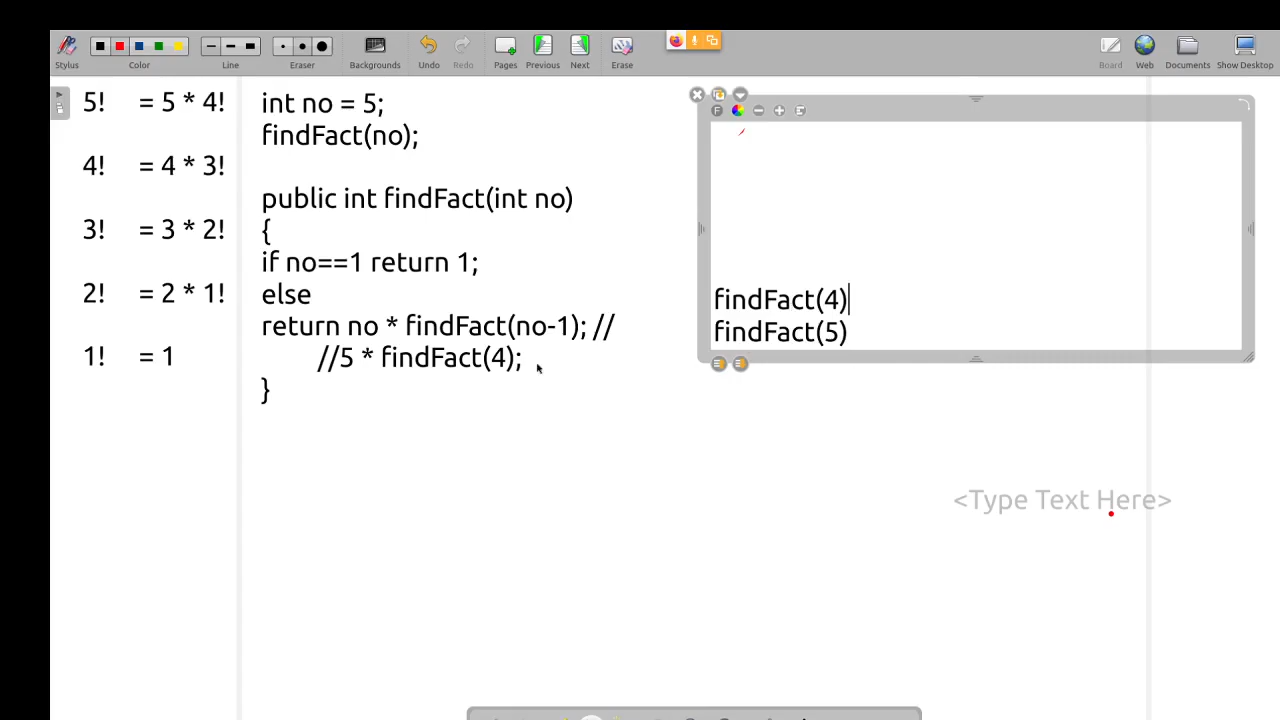 Stylus
Color
Line
Eraser
Backgrounds
Undo
Redo
Pages
Previous
Next
Erase
Board
Web
Documents
Show Desktop
5! = 5 * 4!
4! = 4 * 3!
3! = 3 * 2!
2! = 2 * 1!
1! = 1
int no = 5;
findFact(no);
public int findFact(int no)
{
if no==1 return 1;
else
return no * findFact(no-1); //
//5 * findFact(4);
}
F
findFact(4)
findFact(5)
<Type Text Here>